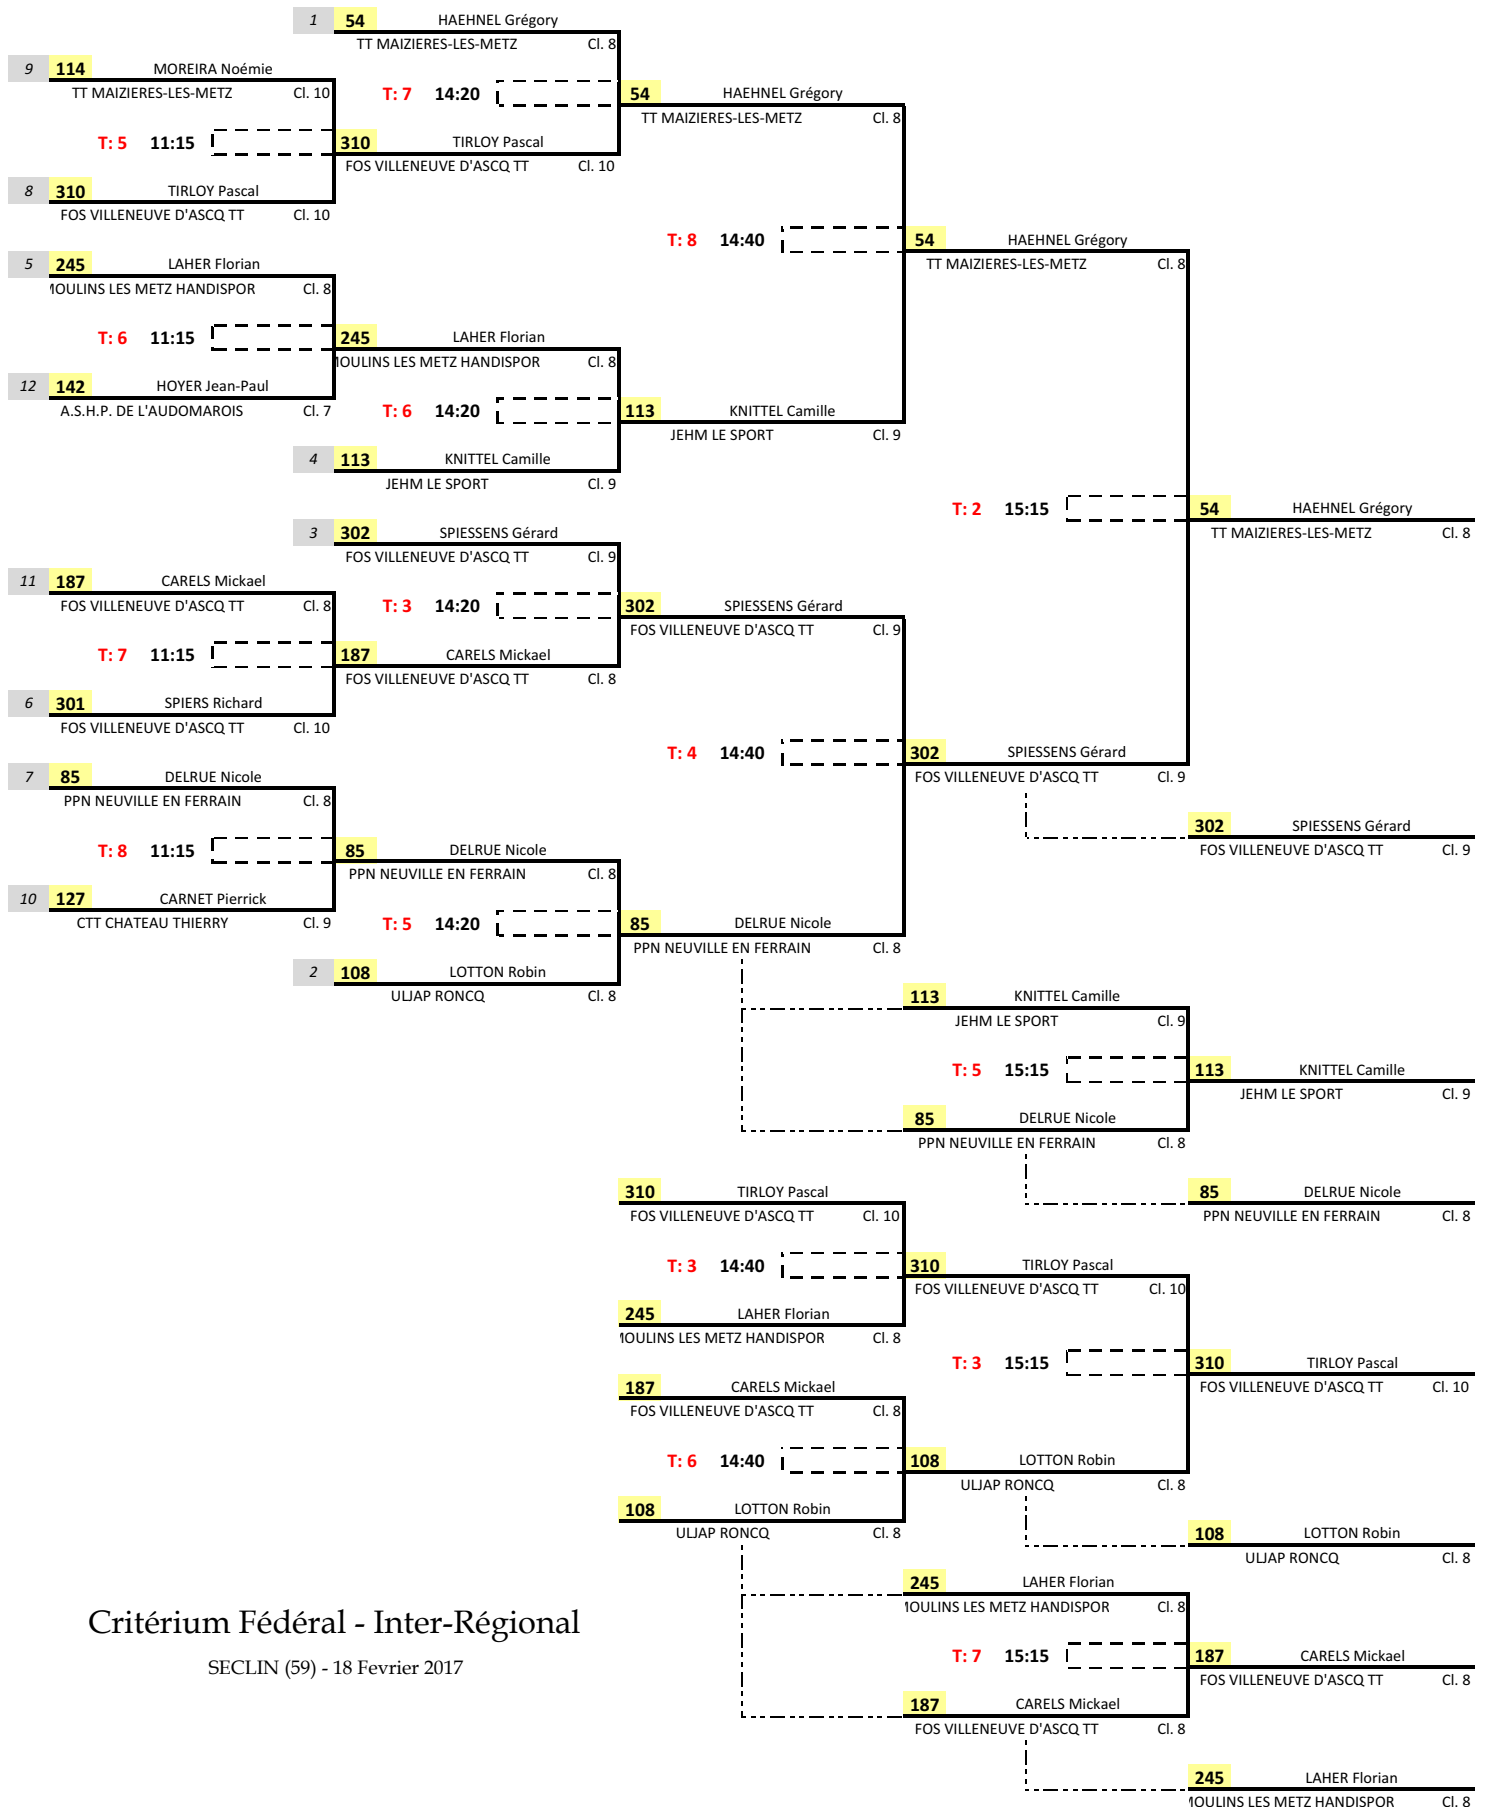 1 54 HAEHNEL Grégory
TT MAIZIERES-LES-METZ Cl. 8
9 114 MOREIRA Noémie
TT MAIZIERES-LES-METZ Cl. 10
T: 7 14:20
54 HAEHNEL Grégory
TT MAIZIERES-LES-METZ Cl. 8
T: 5 11:15
310 TIRLOY Pascal
FOS VILLENEUVE D'ASCQ TT Cl. 10
8 310 TIRLOY Pascal
FOS VILLENEUVE D'ASCQ TT Cl. 10
T: 8 14:40
54 HAEHNEL Grégory
TT MAIZIERES-LES-METZ Cl. 8
5 245 LAHER Florian
MOULINS LES METZ HANDISPOR Cl. 8
T: 6 11:15
245 LAHER Florian
MOULINS LES METZ HANDISPOR Cl. 8
12 142 HOYER Jean-Paul
A.S.H.P. DE L'AUDOMAROIS Cl. 7
T: 6 14:20
113 KNITTEL Camille
JEHM LE SPORT Cl. 9
4 113 KNITTEL Camille
JEHM LE SPORT Cl. 9
T: 2 15:15
54 HAEHNEL Grégory
TT MAIZIERES-LES-METZ Cl. 8
3 302 SPIESSENS Gérard
FOS VILLENEUVE D'ASCQ TT Cl. 9
11 187 CARELS Mickael
FOS VILLENEUVE D'ASCQ TT Cl. 8
T: 3 14:20
302 SPIESSENS Gérard
FOS VILLENEUVE D'ASCQ TT Cl. 9
T: 7 11:15
187 CARELS Mickael
FOS VILLENEUVE D'ASCQ TT Cl. 8
6 301 SPIERS Richard
FOS VILLENEUVE D'ASCQ TT Cl. 10
T: 4 14:40
302 SPIESSENS Gérard
FOS VILLENEUVE D'ASCQ TT Cl. 9
7 85 DELRUE Nicole
PPN NEUVILLE EN FERRAIN Cl. 8
302 SPIESSENS Gérard
FOS VILLENEUVE D'ASCQ TT Cl. 9
T: 8 11:15
85 DELRUE Nicole
PPN NEUVILLE EN FERRAIN Cl. 8
10 127 CARNET Pierrick
CTT CHATEAU THIERRY Cl. 9
T: 5 14:20
85 DELRUE Nicole
PPN NEUVILLE EN FERRAIN Cl. 8
2 108 LOTTON Robin
ULJAP RONCQ Cl. 8
113 KNITTEL Camille
JEHM LE SPORT Cl. 9
T: 5 15:15
113 KNITTEL Camille
JEHM LE SPORT Cl. 9
85 DELRUE Nicole
PPN NEUVILLE EN FERRAIN Cl. 8
85 DELRUE Nicole
PPN NEUVILLE EN FERRAIN Cl. 8
310 TIRLOY Pascal
FOS VILLENEUVE D'ASCQ TT Cl. 10
T: 3 14:40
310 TIRLOY Pascal
FOS VILLENEUVE D'ASCQ TT Cl. 10
245 LAHER Florian
MOULINS LES METZ HANDISPOR Cl. 8
T: 3 15:15
310 TIRLOY Pascal
FOS VILLENEUVE D'ASCQ TT Cl. 10
187 CARELS Mickael
FOS VILLENEUVE D'ASCQ TT Cl. 8
T: 6 14:40
108 LOTTON Robin
ULJAP RONCQ Cl. 8
108 LOTTON Robin
ULJAP RONCQ Cl. 8
108 LOTTON Robin
ULJAP RONCQ Cl. 8
245 LAHER Florian
MOULINS LES METZ HANDISPOR Cl. 8
T: 7 15:15
187 CARELS Mickael
FOS VILLENEUVE D'ASCQ TT Cl. 8
187 CARELS Mickael
FOS VILLENEUVE D'ASCQ TT Cl. 8
245 LAHER Florian
MOULINS LES METZ HANDISPOR Cl. 8
Critérium Fédéral - Inter-Régional
SECLIN (59) - 18 Fevrier 2017